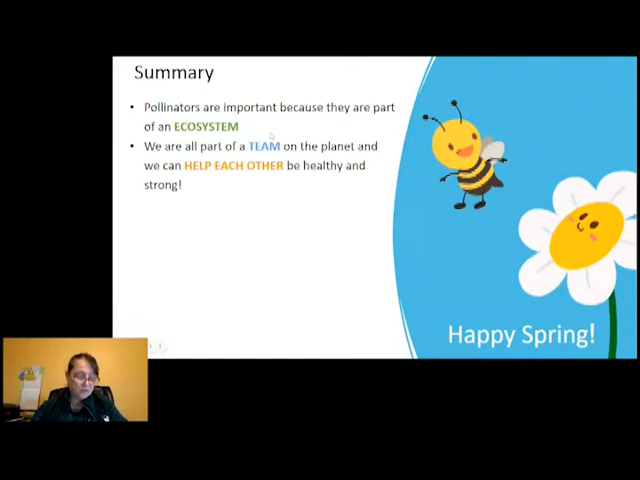 Summary
• Pollinators are important because they are part
of an ECOSYSTEM
• We are all part of a TEAM on the planet and
we can HELP EACH OTHER be healthy and
strong!
Happy Spring!